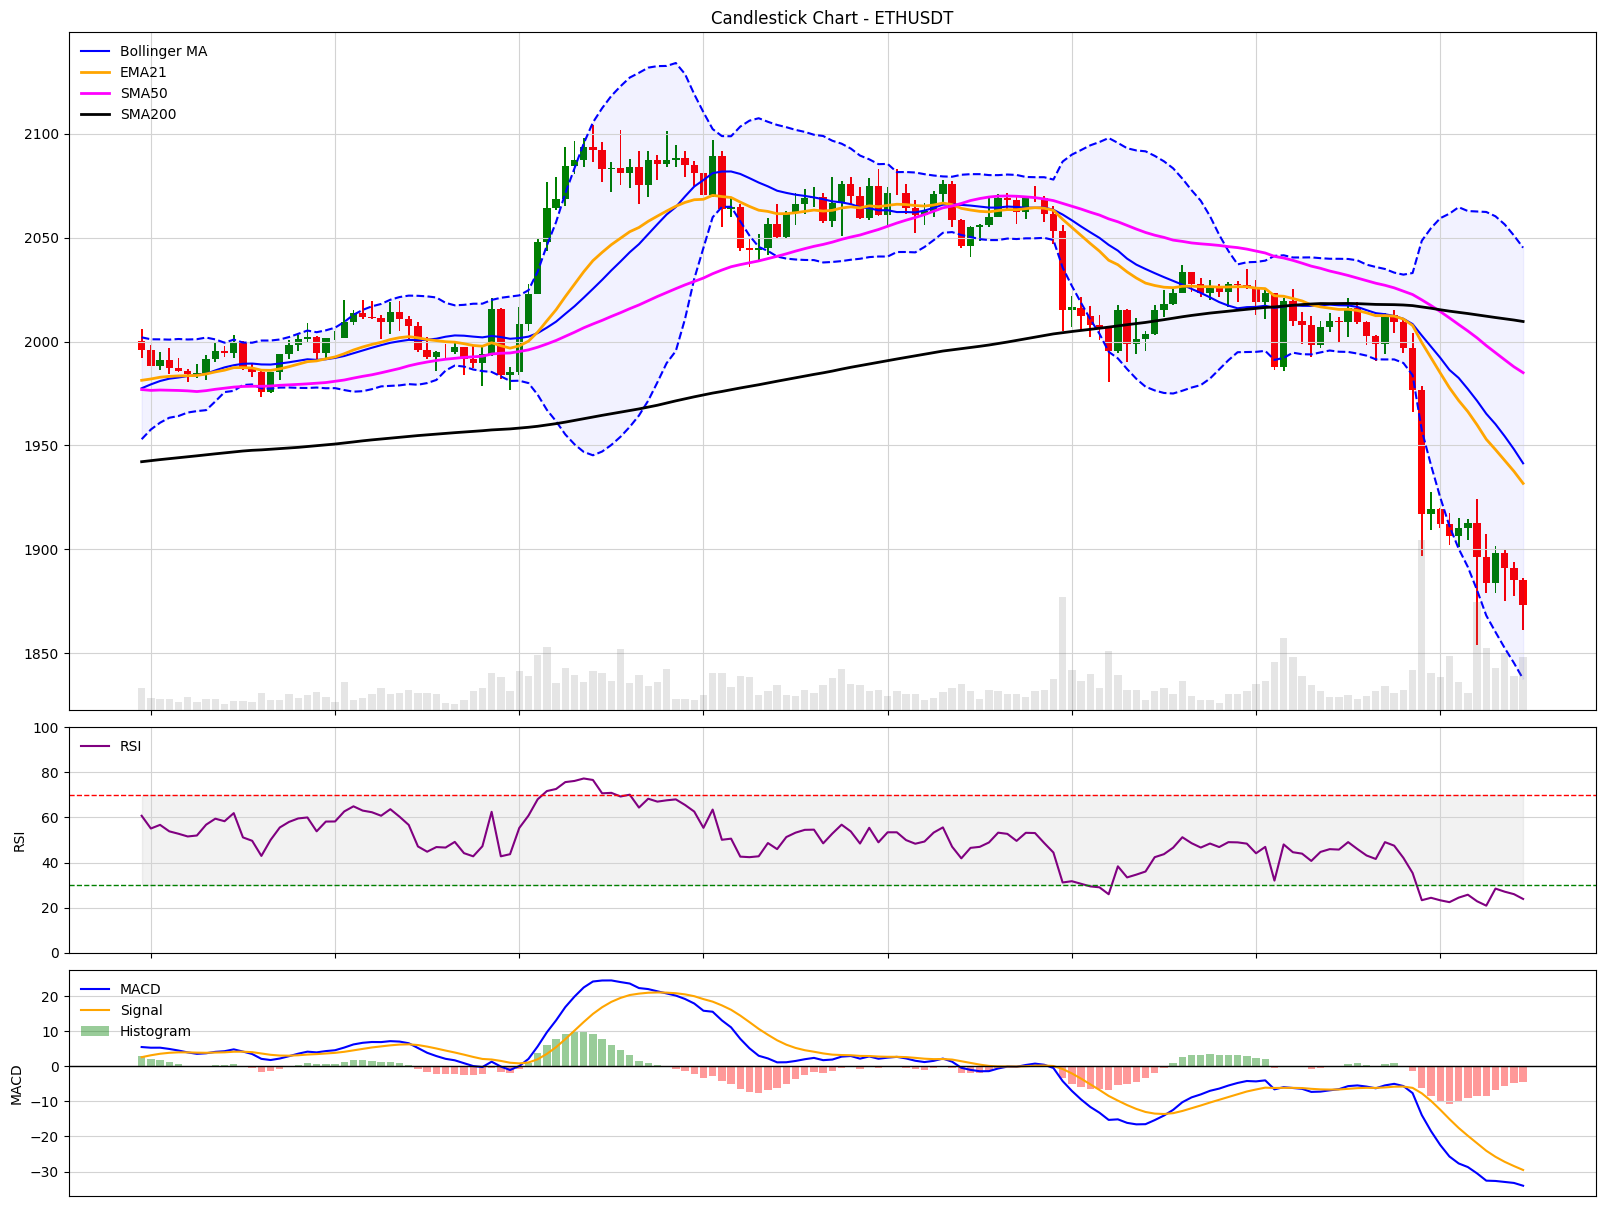 Candlestick Chart - ETHUSDT
Bollinger MA
EMA21
SMA50
SMA200
2100
2050
2000
1950
1900
1850
RSI
100
80
60
40
20
0
RSI
MACD
Signal
Histogram
20
10
0
−10
−20
−30
MACD